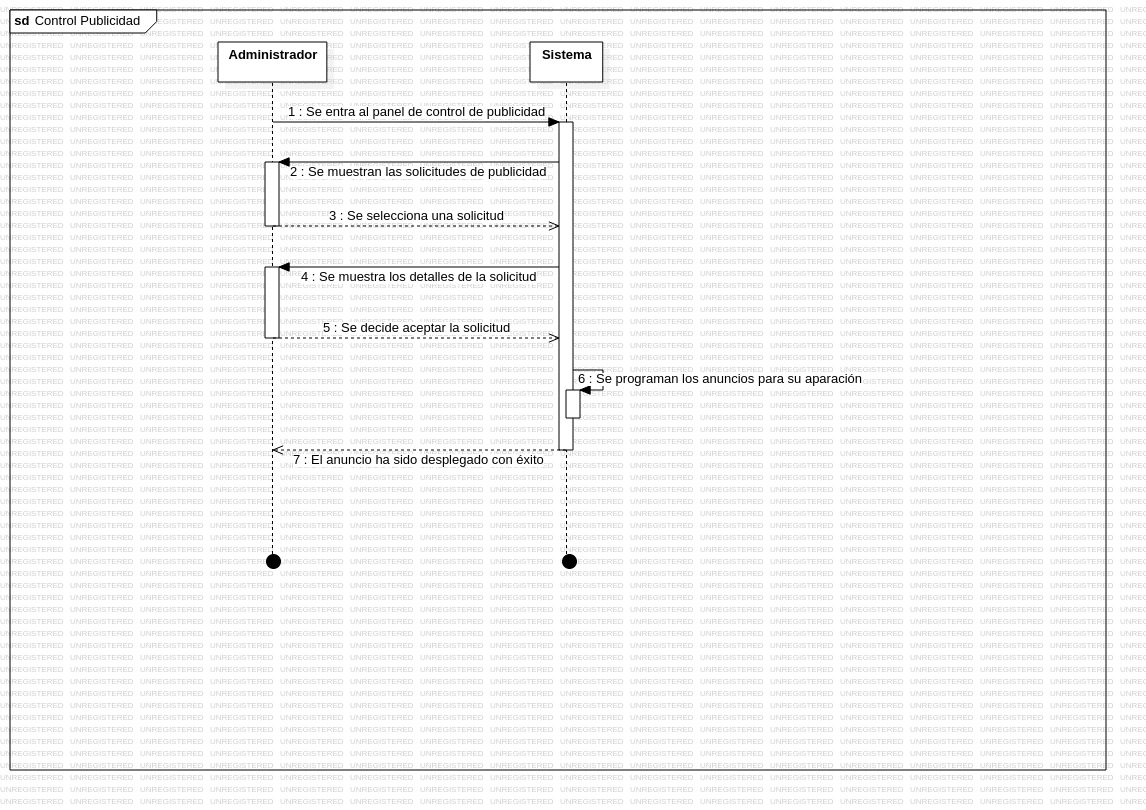 sd Control Publicidad
Administrador
Sistema
1 : Se entra al panel de control de publicidad
2 : Se muestran las solicitudes de publicidad
3 : Se selecciona una solicitud
4 : Se muestra los detalles de la solicitud
5 : Se decide aceptar la solicitud
6 : Se programan los anuncios para su aparación
7 : El anuncio ha sido desplegado con éxito
UNREGISTERED